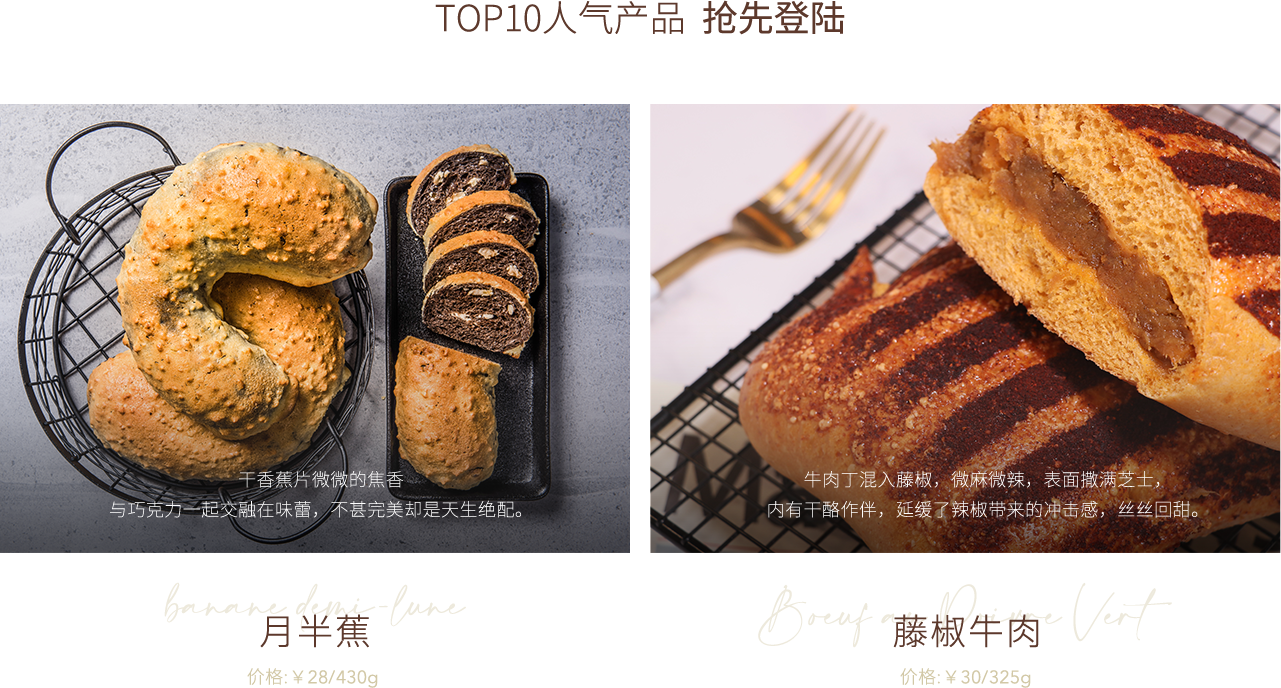 TOP10人气产品 抢先登陆
干香蕉片微微的焦香
与巧克力一起交融在味蕾，不甚完美却是天生绝配。
牛肉丁混入藤椒，微麻微辣，表面撒满芝士，
内有干酪作伴，延缓了辣椒带来的冲击感，丝丝回甜。
banane demi-lune
月半蕉
价格:￥28/430g
Boeuf au Poivre Vert
藤椒牛肉
价格:￥30/325g